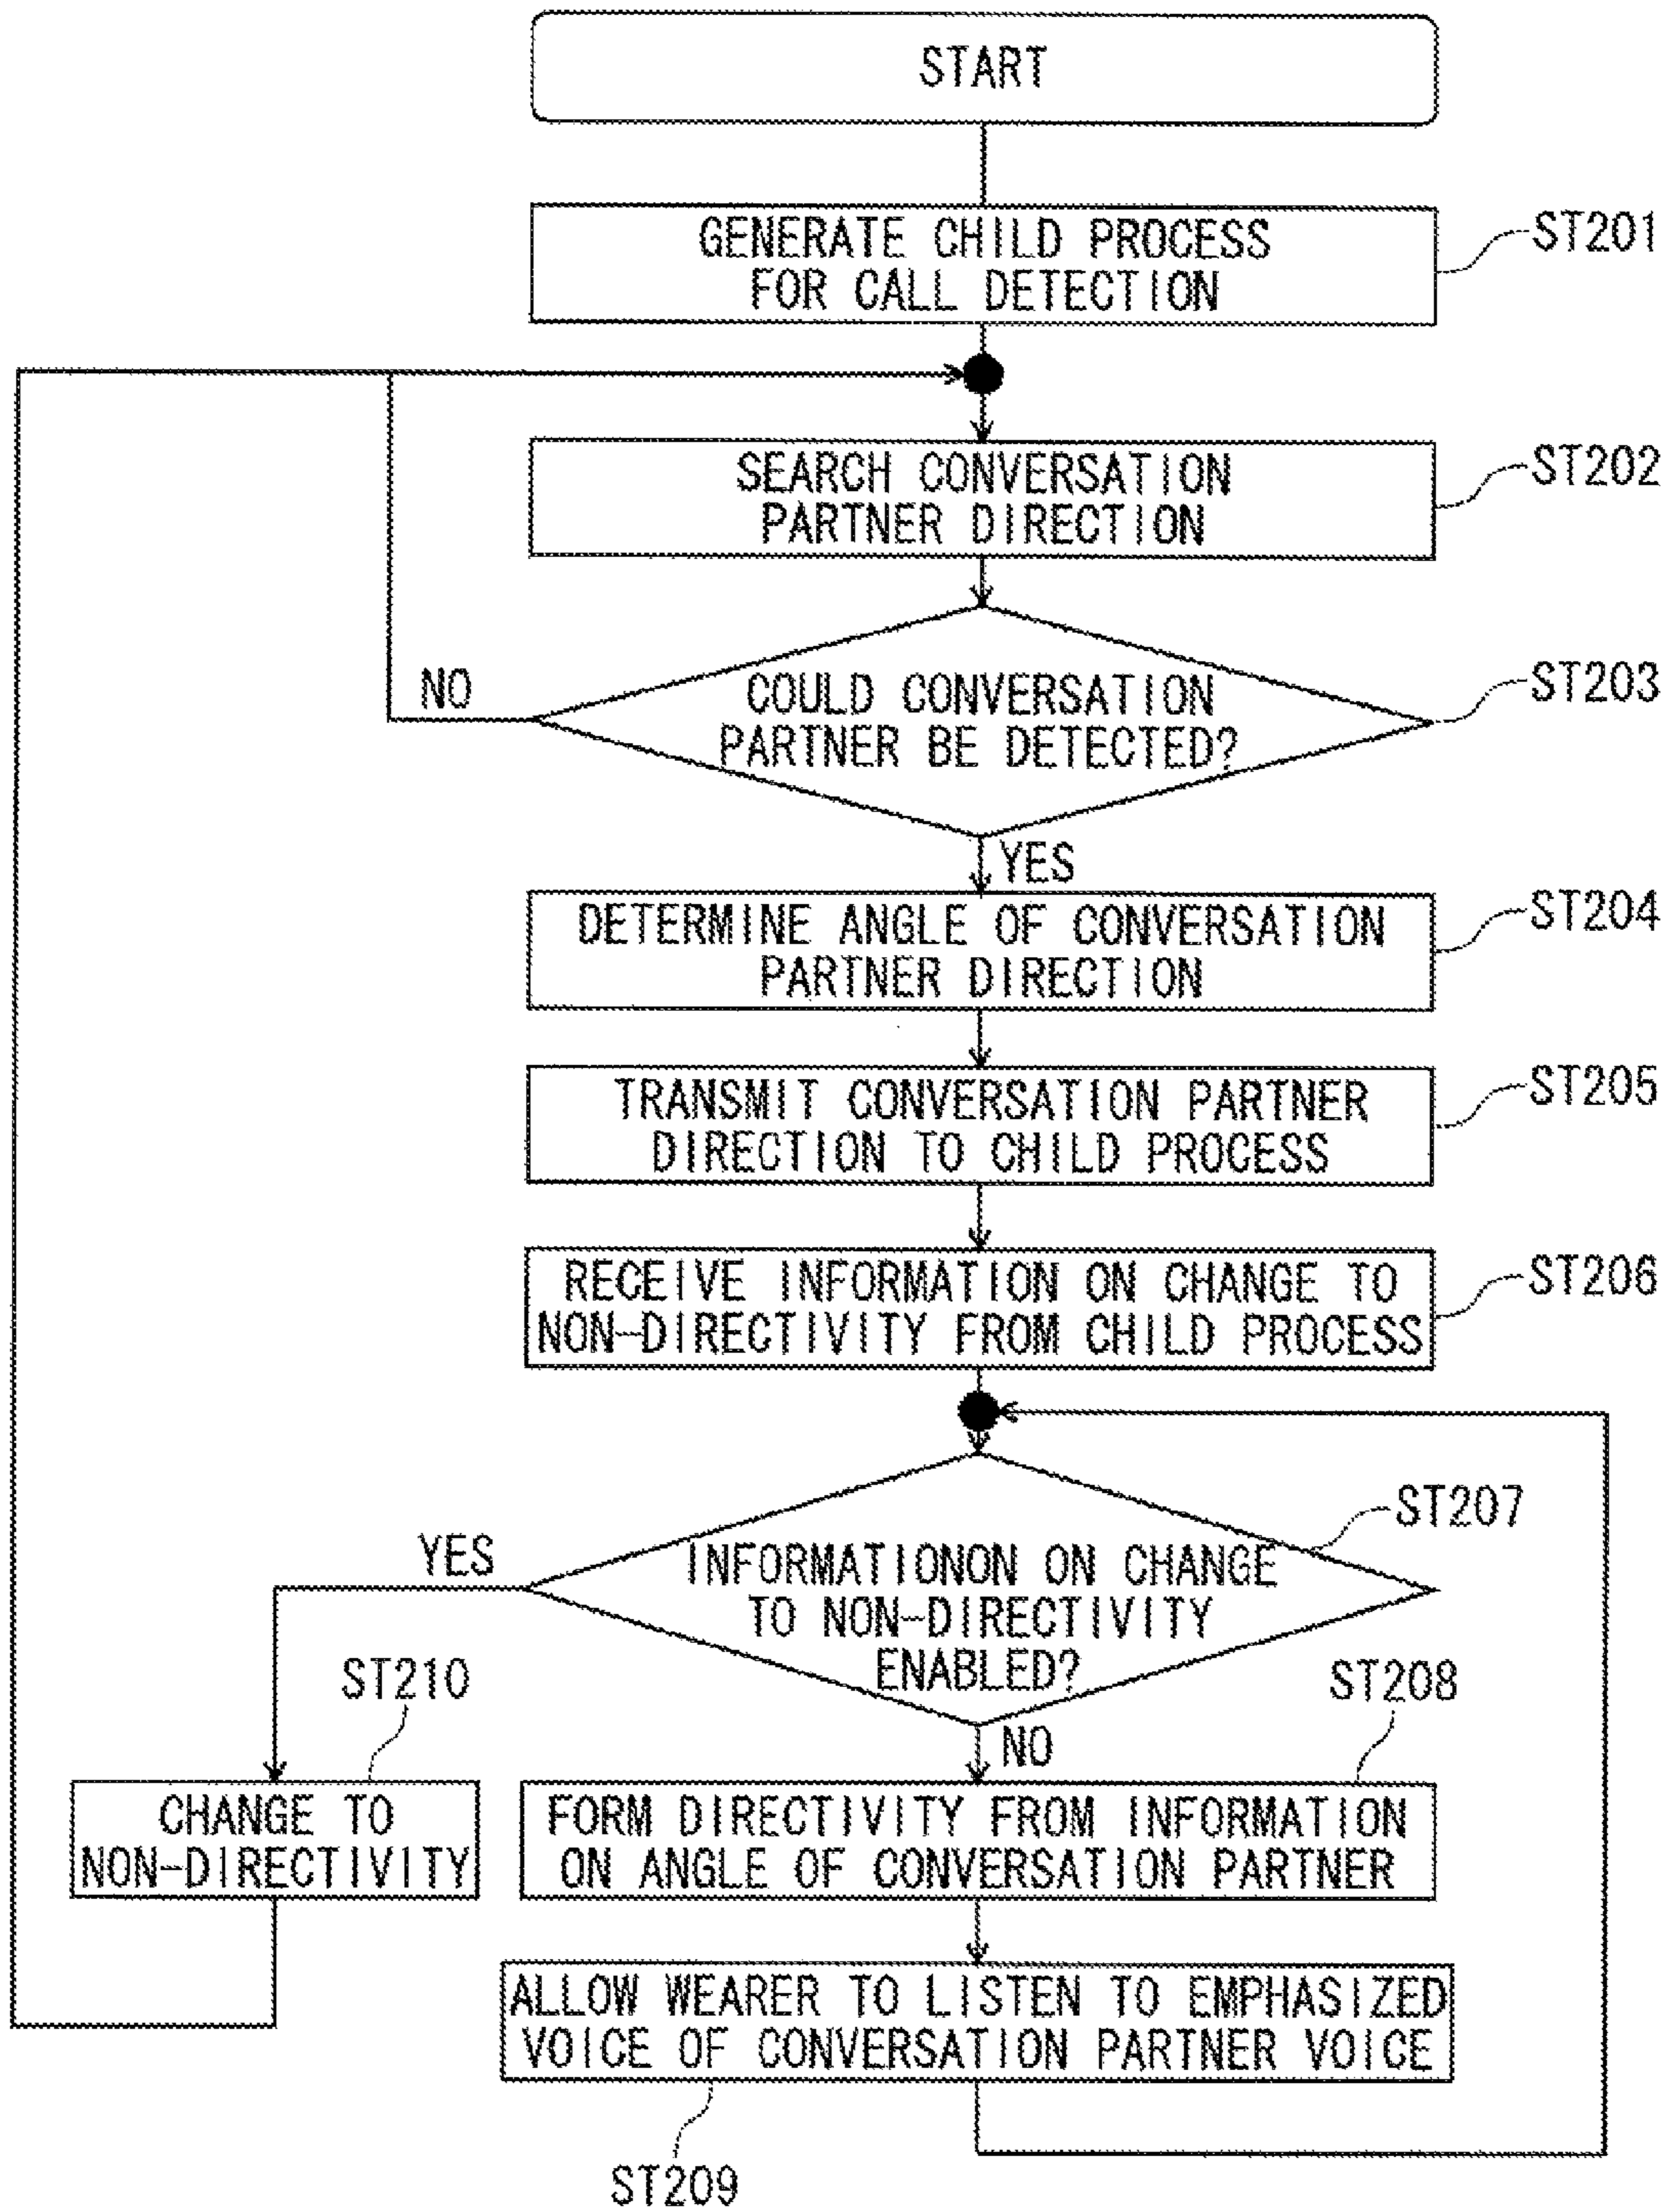 START
GENERATE CHILD PROCESS
FOR CALL DETECTION
ST201
SEARCH CONVERSATION
PARTNER DIRECTION
ST202
COULD CONVERSATION
PARTNER BE DETECTED?
ST203
NO
YES
DETERMINE ANGLE OF CONVERSATION
PARTNER DIRECTION
ST204
TRANSMIT CONVERSATION PARTNER
DIRECTION TO CHILD PROCESS
ST205
RECEIVE INFORMATION ON CHANGE TO
NON-DIRECTIVITY FROM CHILD PROCESS
ST206
INFORMATIONON ON CHANGE
TO NON-DIRECTIVITY
ENABLED?
ST207
YES
NO
ST210
CHANGE TO
NON-DIRECTIVITY
ST208
FORM DIRECTIVITY FROM INFORMATION
ON ANGLE OF CONVERSATION PARTNER
ALLOW WEARER TO LISTEN TO EMPHASIZED
VOICE OF CONVERSATION PARTNER VOICE
ST209